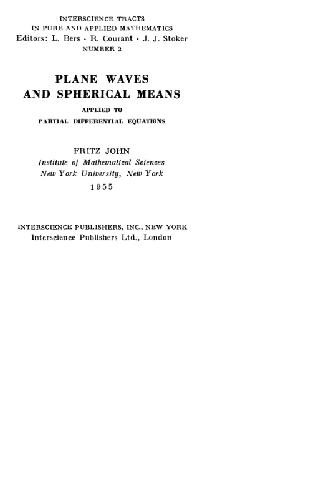 INTERSCIENCE TRACTS
IN PURE AND APPLIED MATHEMATICS
Editors: L. Bers · R. Courant · J. J. Stoker
NUMBER 2
PLANE WAVES
AND SPHERICAL MEANS
APPLIED TO
PARTIAL DIFFERENTIAL EQUATIONS
FRITZ JOHN
Institute of Mathematical Sciences
New York University, New York
1955
INTERSCIENCE PUBLISHERS, INC., NEW YORK
Interscience Publishers Ltd., London